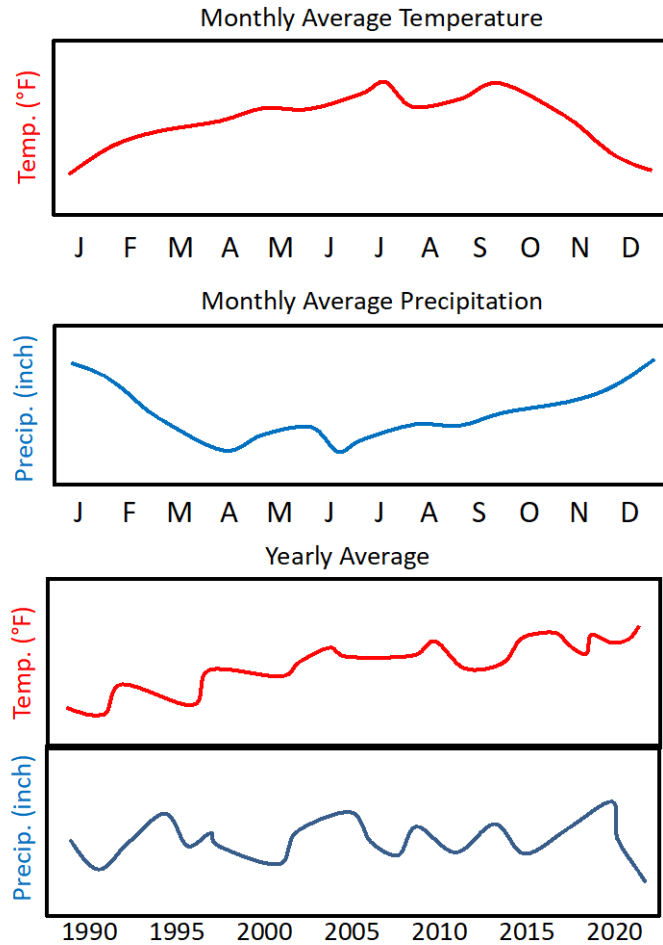 Monthly Average Temperature
Temp. (°F)
J F M A M J J A S O N D
Monthly Average Precipitation
Precip. (inch)
J F M A M J J A S O N D
Yearly Average
Temp. (°F)
Precip. (inch)
1990 1995 2000 2005 2010 2015 2020